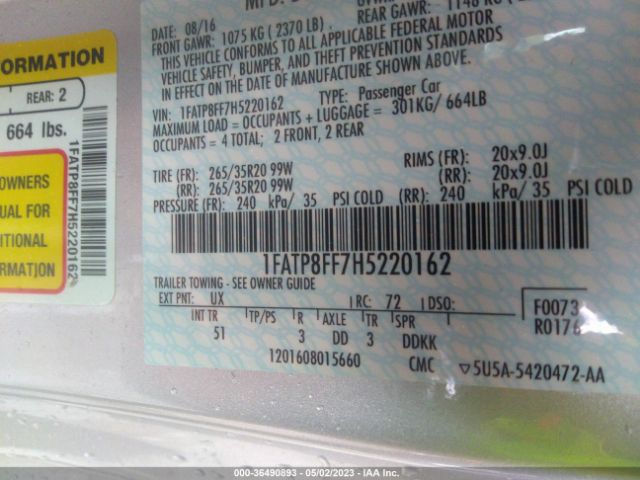 MFD.
DATE: 08/16
FRONT GAWR: 1075 KG ( 2370 LB)
REAR GAWR: 1148 KG
THIS VEHICLE CONFORMS TO ALL APPLICABLE FEDERAL MOTOR
VEHICLE SAFETY, BUMPER, AND THEFT PREVENTION STANDARDS
IN EFFECT ON THE DATE OF MANUFACTURE SHOWN ABOVE.
VIN: 1FATP8FF7H5220162
TYPE: Passenger Car
MAXIMUM LOAD = OCCUPANTS + LUGGAGE = 301KG/ 664LB
OCCUPANTS = 4 TOTAL; 2 FRONT, 2 REAR
TIRE (FR): 265/35R20 99W RIMS (FR): 20x9.0J
(RR): 265/35R20 99W (RR): 20x9.0J
PRESSURE (FR): 240 kPa/ 35 PSI COLD (RR): 240 kPa/ 35 PSI COLD
1FATP8FF7H5220162
TRAILER TOWING - SEE OWNER GUIDE
EXT PNT: UX RC: 72 DSO: F0073
INT TR TP/PS R AXLE TR SPR R0176
51 3 DD 3 DDKK
1201608015660 CMC ▽5U5A-5420472-AA
FORMATION
REAR: 2
664 lbs.
OWNERS
UAL FOR
ITIONAL
ORMATION
1FATP8FF7H5220162
000-36490893 - 05/02/2023 - IAA Inc.